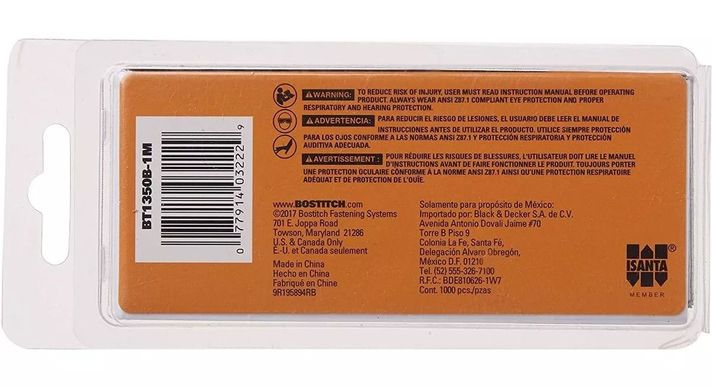 ⚠WARNING: TO REDUCE RISK OF INJURY, USER MUST READ INSTRUCTION MANUAL BEFORE OPERATING
PRODUCT. ALWAYS WEAR ANSI Z87.1 COMPLIANT EYE PROTECTION AND PROPER
RESPIRATORY AND HEARING PROTECTION.
⚠ADVERTENCIA: PARA REDUCIR EL RIESGO DE LESIONES, EL USUARIO DEBE LEER EL MANUAL DE
INSTRUCCIONES ANTES DE UTILIZAR EL PRODUCTO. UTILICE SIEMPRE PROTECCIÓN
PARA LOS OJOS CONFORME A LAS NORMAS ANSI Z87.1 Y PROTECCIÓN RESPIRATORIA Y PROTECCIÓN
AUDITIVA ADECUADA.
⚠AVERTISSEMENT : POUR RÉDUIRE LES RISQUES DE BLESSURES, L'UTILISATEUR DOIT LIRE LE MANUEL
D'INSTRUCTIONS AVANT DE FAIRE FONCTIONNER LE PRODUIT. TOUJOURS PORTER
UNE PROTECTION OCULAIRE CONFORME À LA NORME ANSI Z87.1 AINSI QU'UNE PROTECTION RESPIRATOIRE
ADÉQUAT ET DE PROTECTION DE L'OUÏE.
BT1350B-1M
0 77914 03222 9
www.BOSTITCH.com
©2017 Bostitch Fastening Systems
701 E. Joppa Road
Towson, Maryland 21286
U.S. & Canada Only
E.-U. et Canada seulement
Made in China
Hecho en China
Fabriqué en Chine
9R195894RB
Solamente para propósito de México:
Importado por: Black & Decker S.A. de C.V.
Avenida Antonio Dovali Jaime #70
Torre B Piso 9
Colonia La Fe, Santa Fé,
Delegación Alvaro Obregón,
México D.F. 01210
Tel. (52) 555-326-7100
R.F.C.: BDE810626-1W7
Cont. 1000 pcs./pzas
ISANTA®
MEMBER